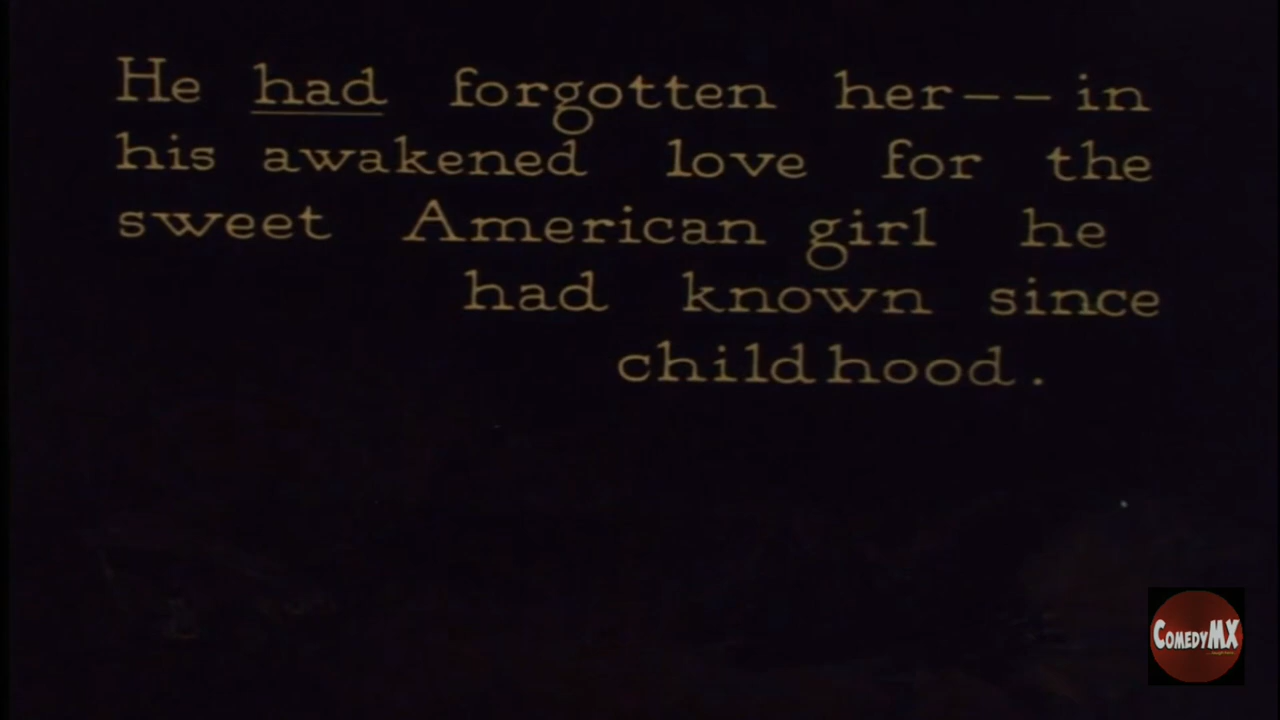 He had forgotten her--in
his awakened love for the
sweet American girl he
had known since
childhood.
COMEDYMX